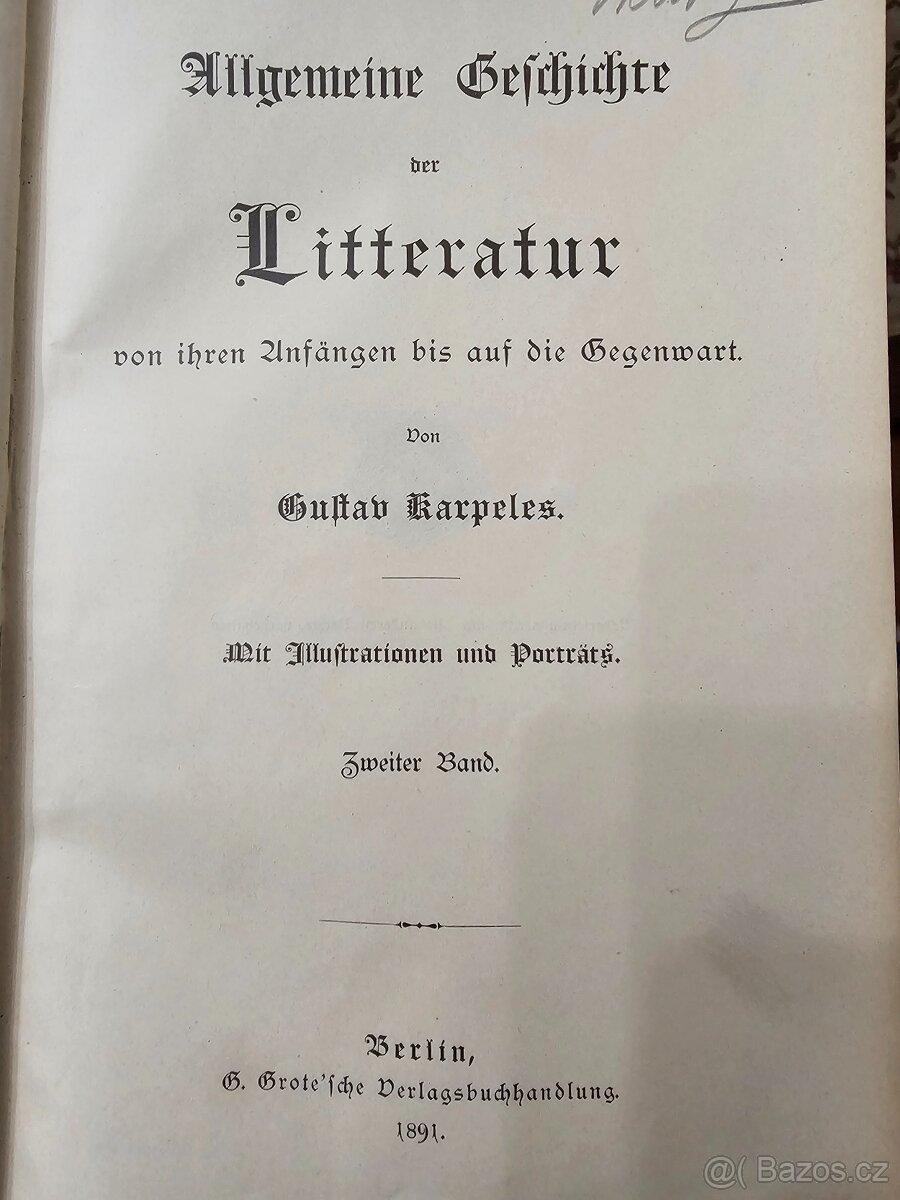 Allgemeine Geschichte
der
Litteratur
von ihren Anfängen bis auf die Gegenwart.
Von
Gustav Karpeles.
Mit Illustrationen und Porträts.
Zweiter Band.
Berlin,
G. Grote'sche Verlagsbuchhandlung.
1891.
@( Bazos.cz